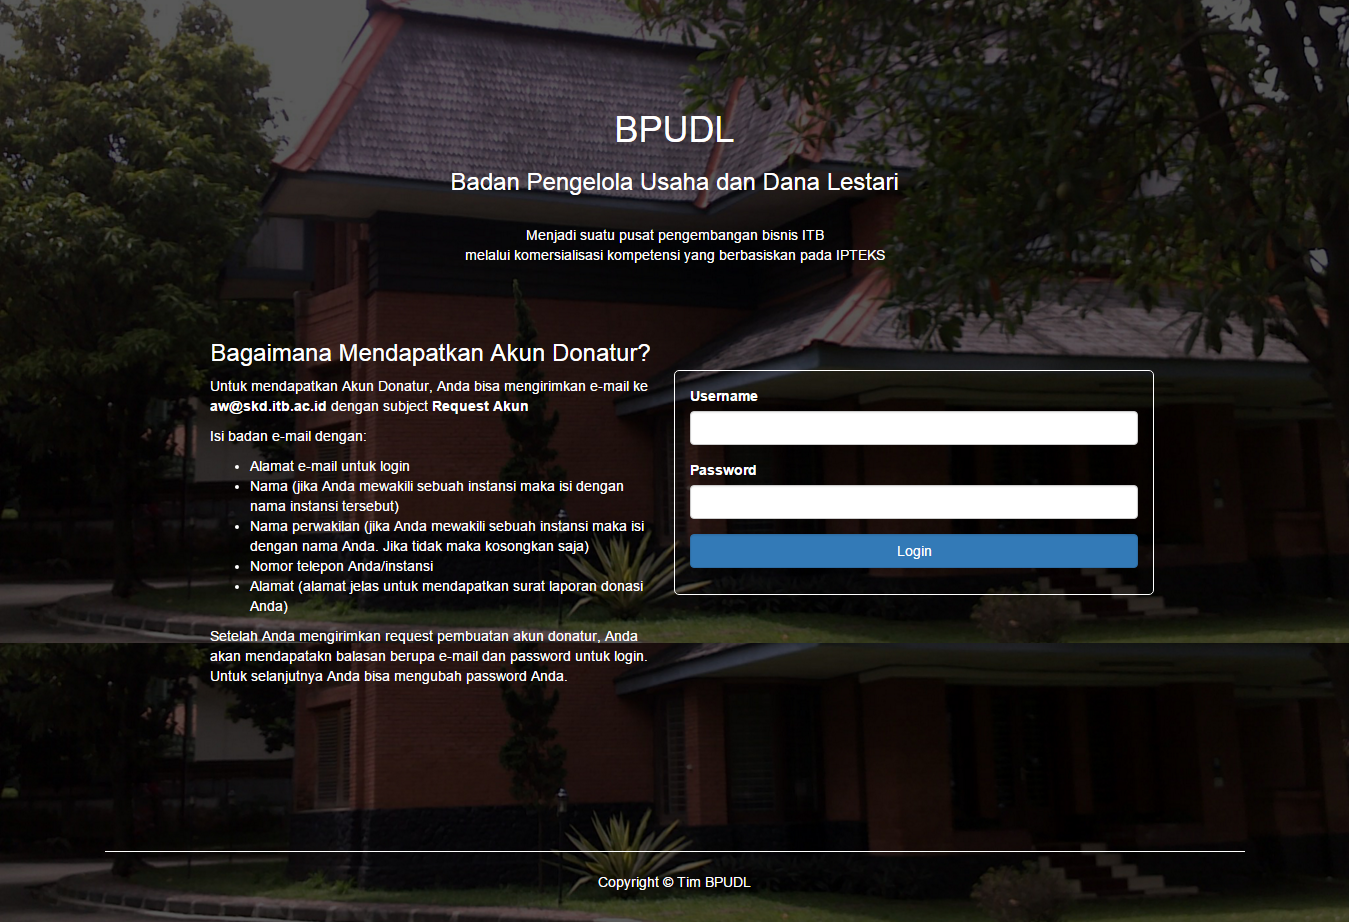 BPUDL
Badan Pengelola Usaha dan Dana Lestari
Menjadi suatu pusat pengembangan bisnis ITB
melalui komersialisasi kompetensi yang berbasiskan pada IPTEKS
Bagaimana Mendapatkan Akun Donatur?
Untuk mendapatkan Akun Donatur, Anda bisa mengirimkan e-mail ke
aw@skd.itb.ac.id dengan subject Request Akun
Isi badan e-mail dengan:
• Alamat e-mail untuk login
• Nama (jika Anda mewakili sebuah instansi maka isi dengan
nama instansi tersebut)
• Nama perwakilan (jika Anda mewakili sebuah instansi maka isi
dengan nama Anda. Jika tidak maka kosongkan saja)
• Nomor telepon Anda/instansi
• Alamat (alamat jelas untuk mendapatkan surat laporan donasi
Anda)
Setelah Anda mengirimkan request pembuatan akun donatur, Anda
akan mendapatakn balasan berupa e-mail dan password untuk login.
Untuk selanjutnya Anda bisa mengubah password Anda.
Username
Password
Login
Copyright © Tim BPUDL